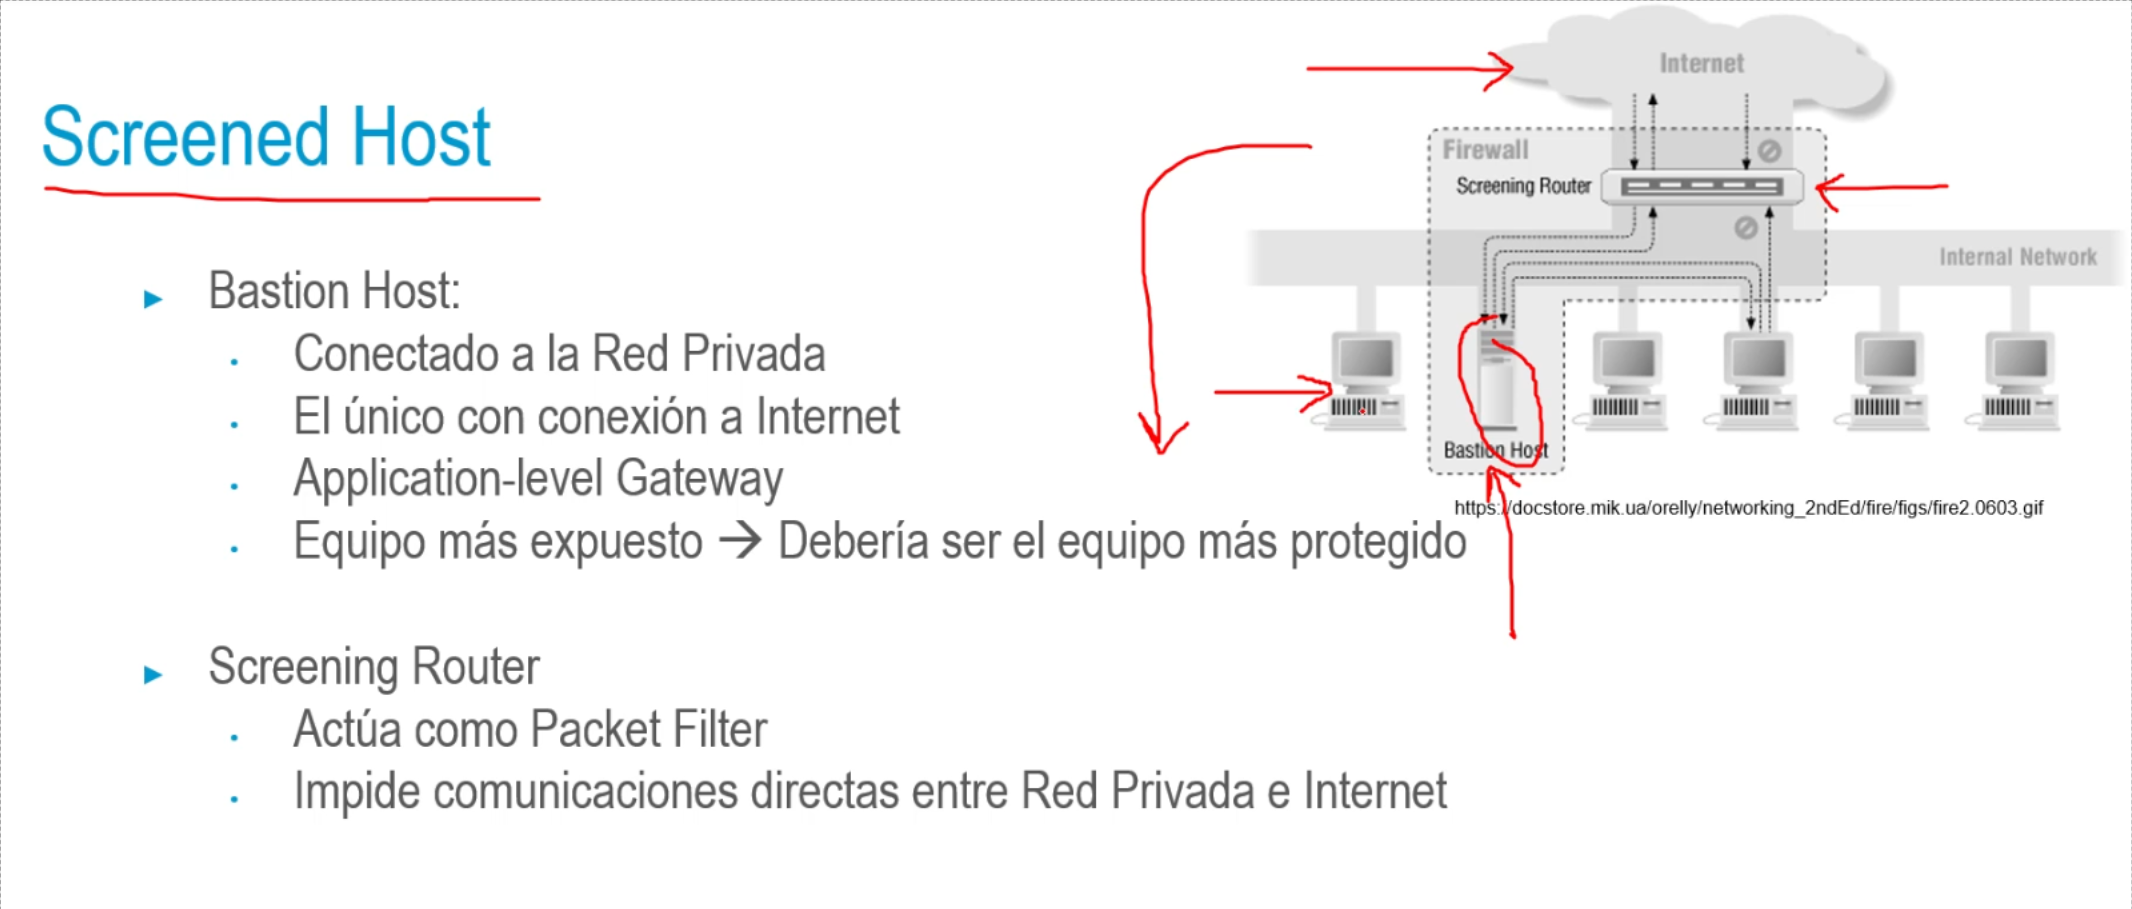 Screened Host
Bastion Host:
Conectado a la Red Privada
El único con conexión a Internet
Application-level Gateway
Equipo más expuesto → Debería ser el equipo más protegido
Screening Router
Actúa como Packet Filter
Impide comunicaciones directas entre Red Privada e Internet
Internet
Firewall
Screening Router
Internal Network
Bastion Host
https://docstore.mik.ua/orelly/networking_2ndEd/fire/figs/fire2.0603.gif